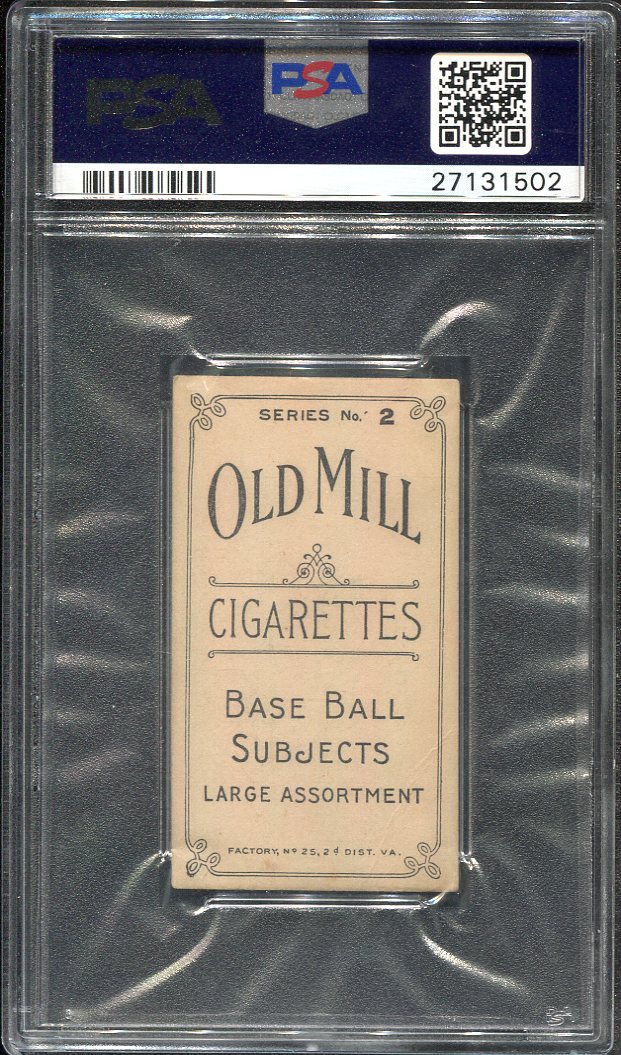 PSA
PSA
27131502
SERIES No. 2
OLD MILL
CIGARETTES
BASE BALL
SUBJECTS
LARGE ASSORTMENT
FACTORY, Nº 25, 2d DIST. VA.
PSA